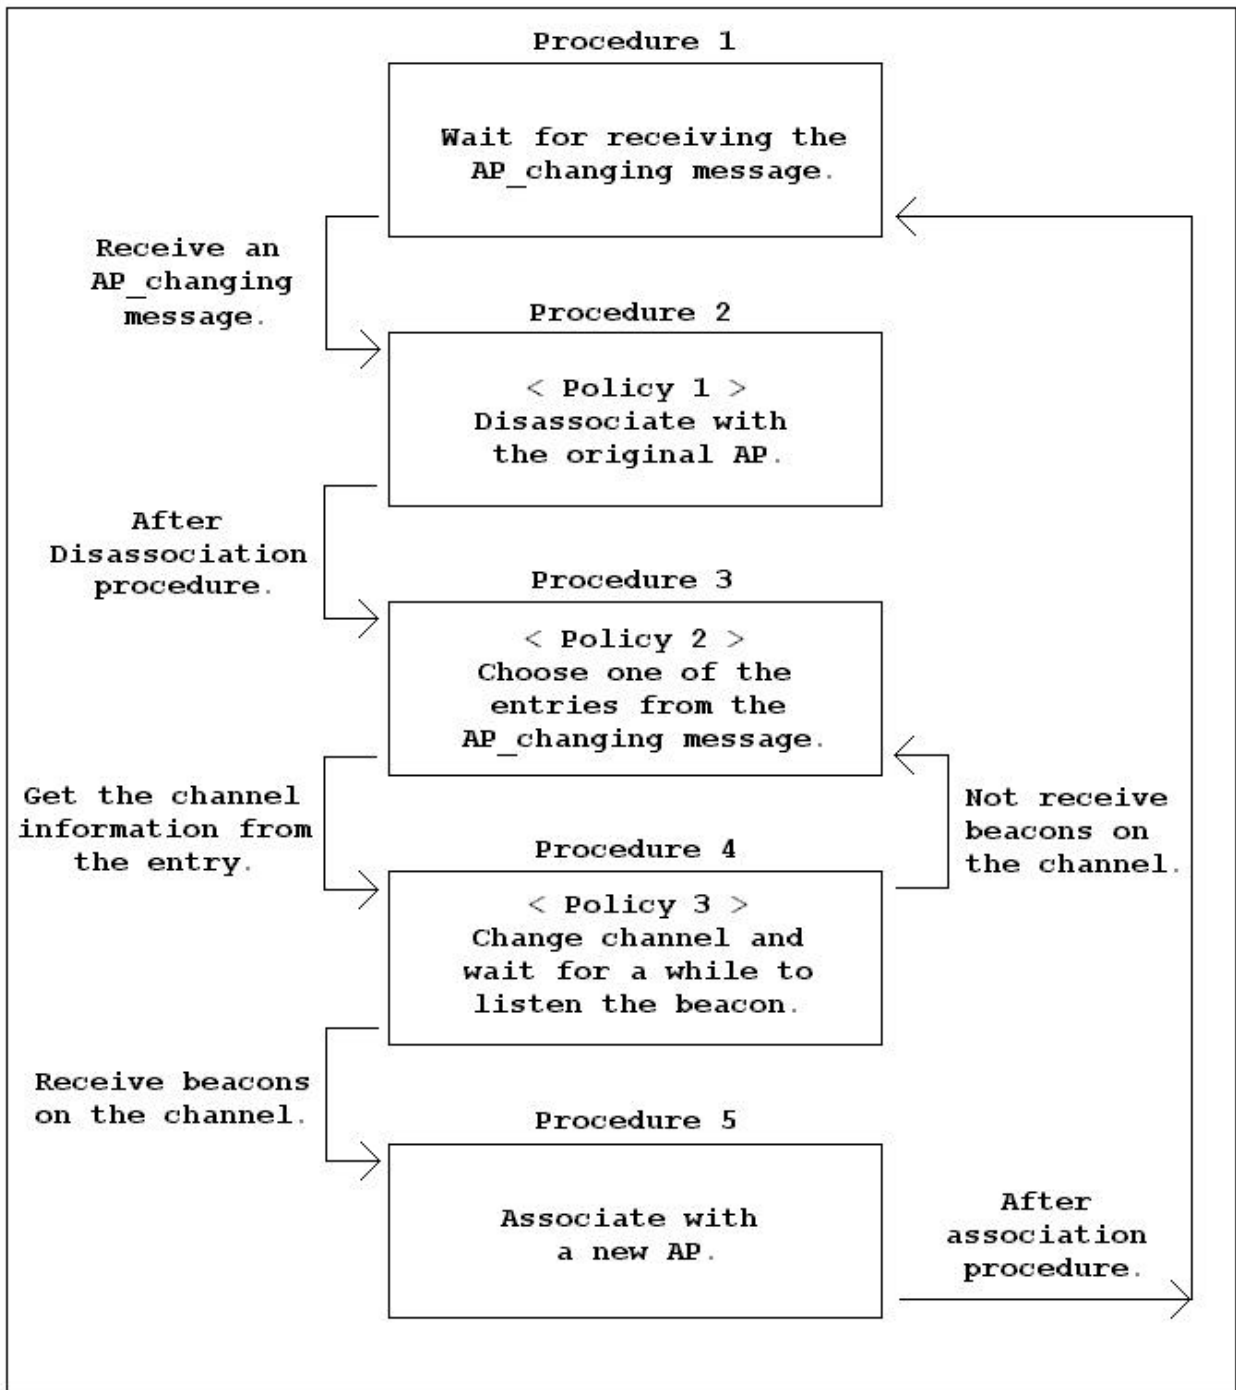 Procedure 1
Wait for receiving the
AP_changing message.
Receive an
AP_changing
message.
Procedure 2
< Policy 1 >
Disassociate with
the original AP.
After
Disassociation
procedure.
Procedure 3
< Policy 2 >
Choose one of the
entries from the
AP_changing message.
Get the channel
information from
the entry.
Not receive
beacons on
the channel.
Procedure 4
< Policy 3 >
Change channel and
wait for a while to
listen the beacon.
Receive beacons
on the channel.
Procedure 5
Associate with
a new AP.
After
association
procedure.